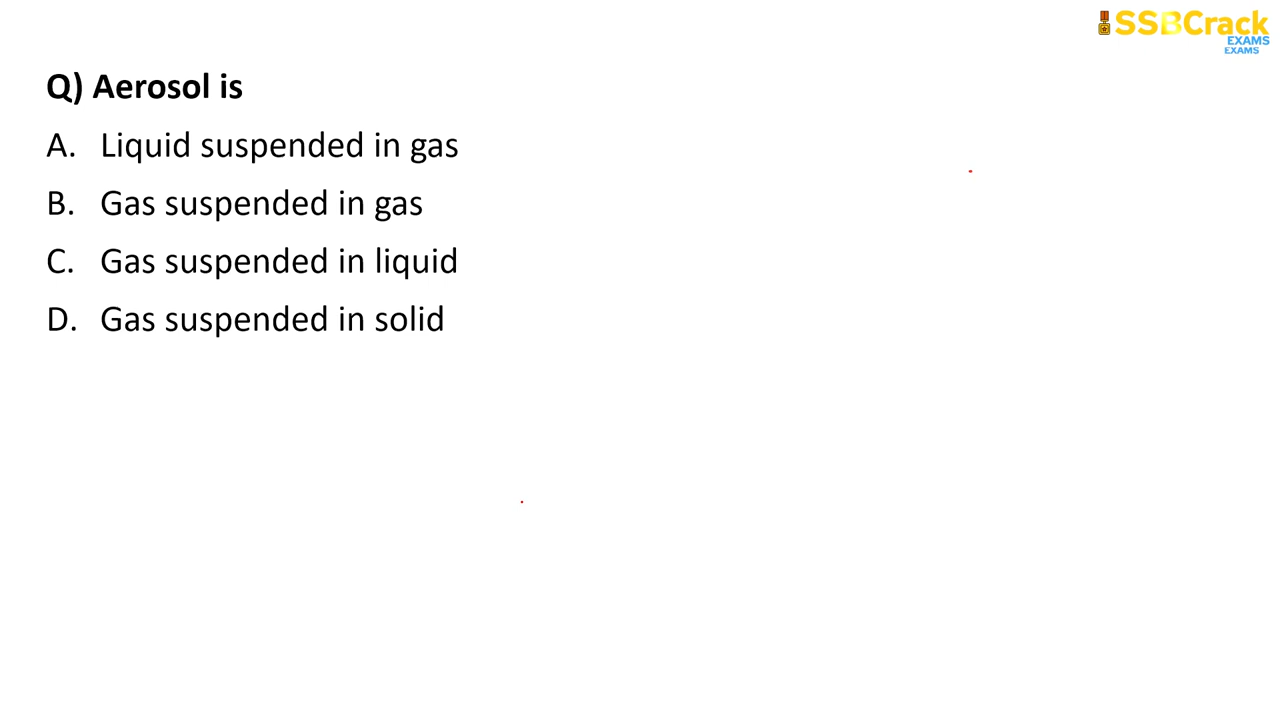 SSBCrack
EXAMS
EXAMS
Q) Aerosol is
A. Liquid suspended in gas
B. Gas suspended in gas
C. Gas suspended in liquid
D. Gas suspended in solid